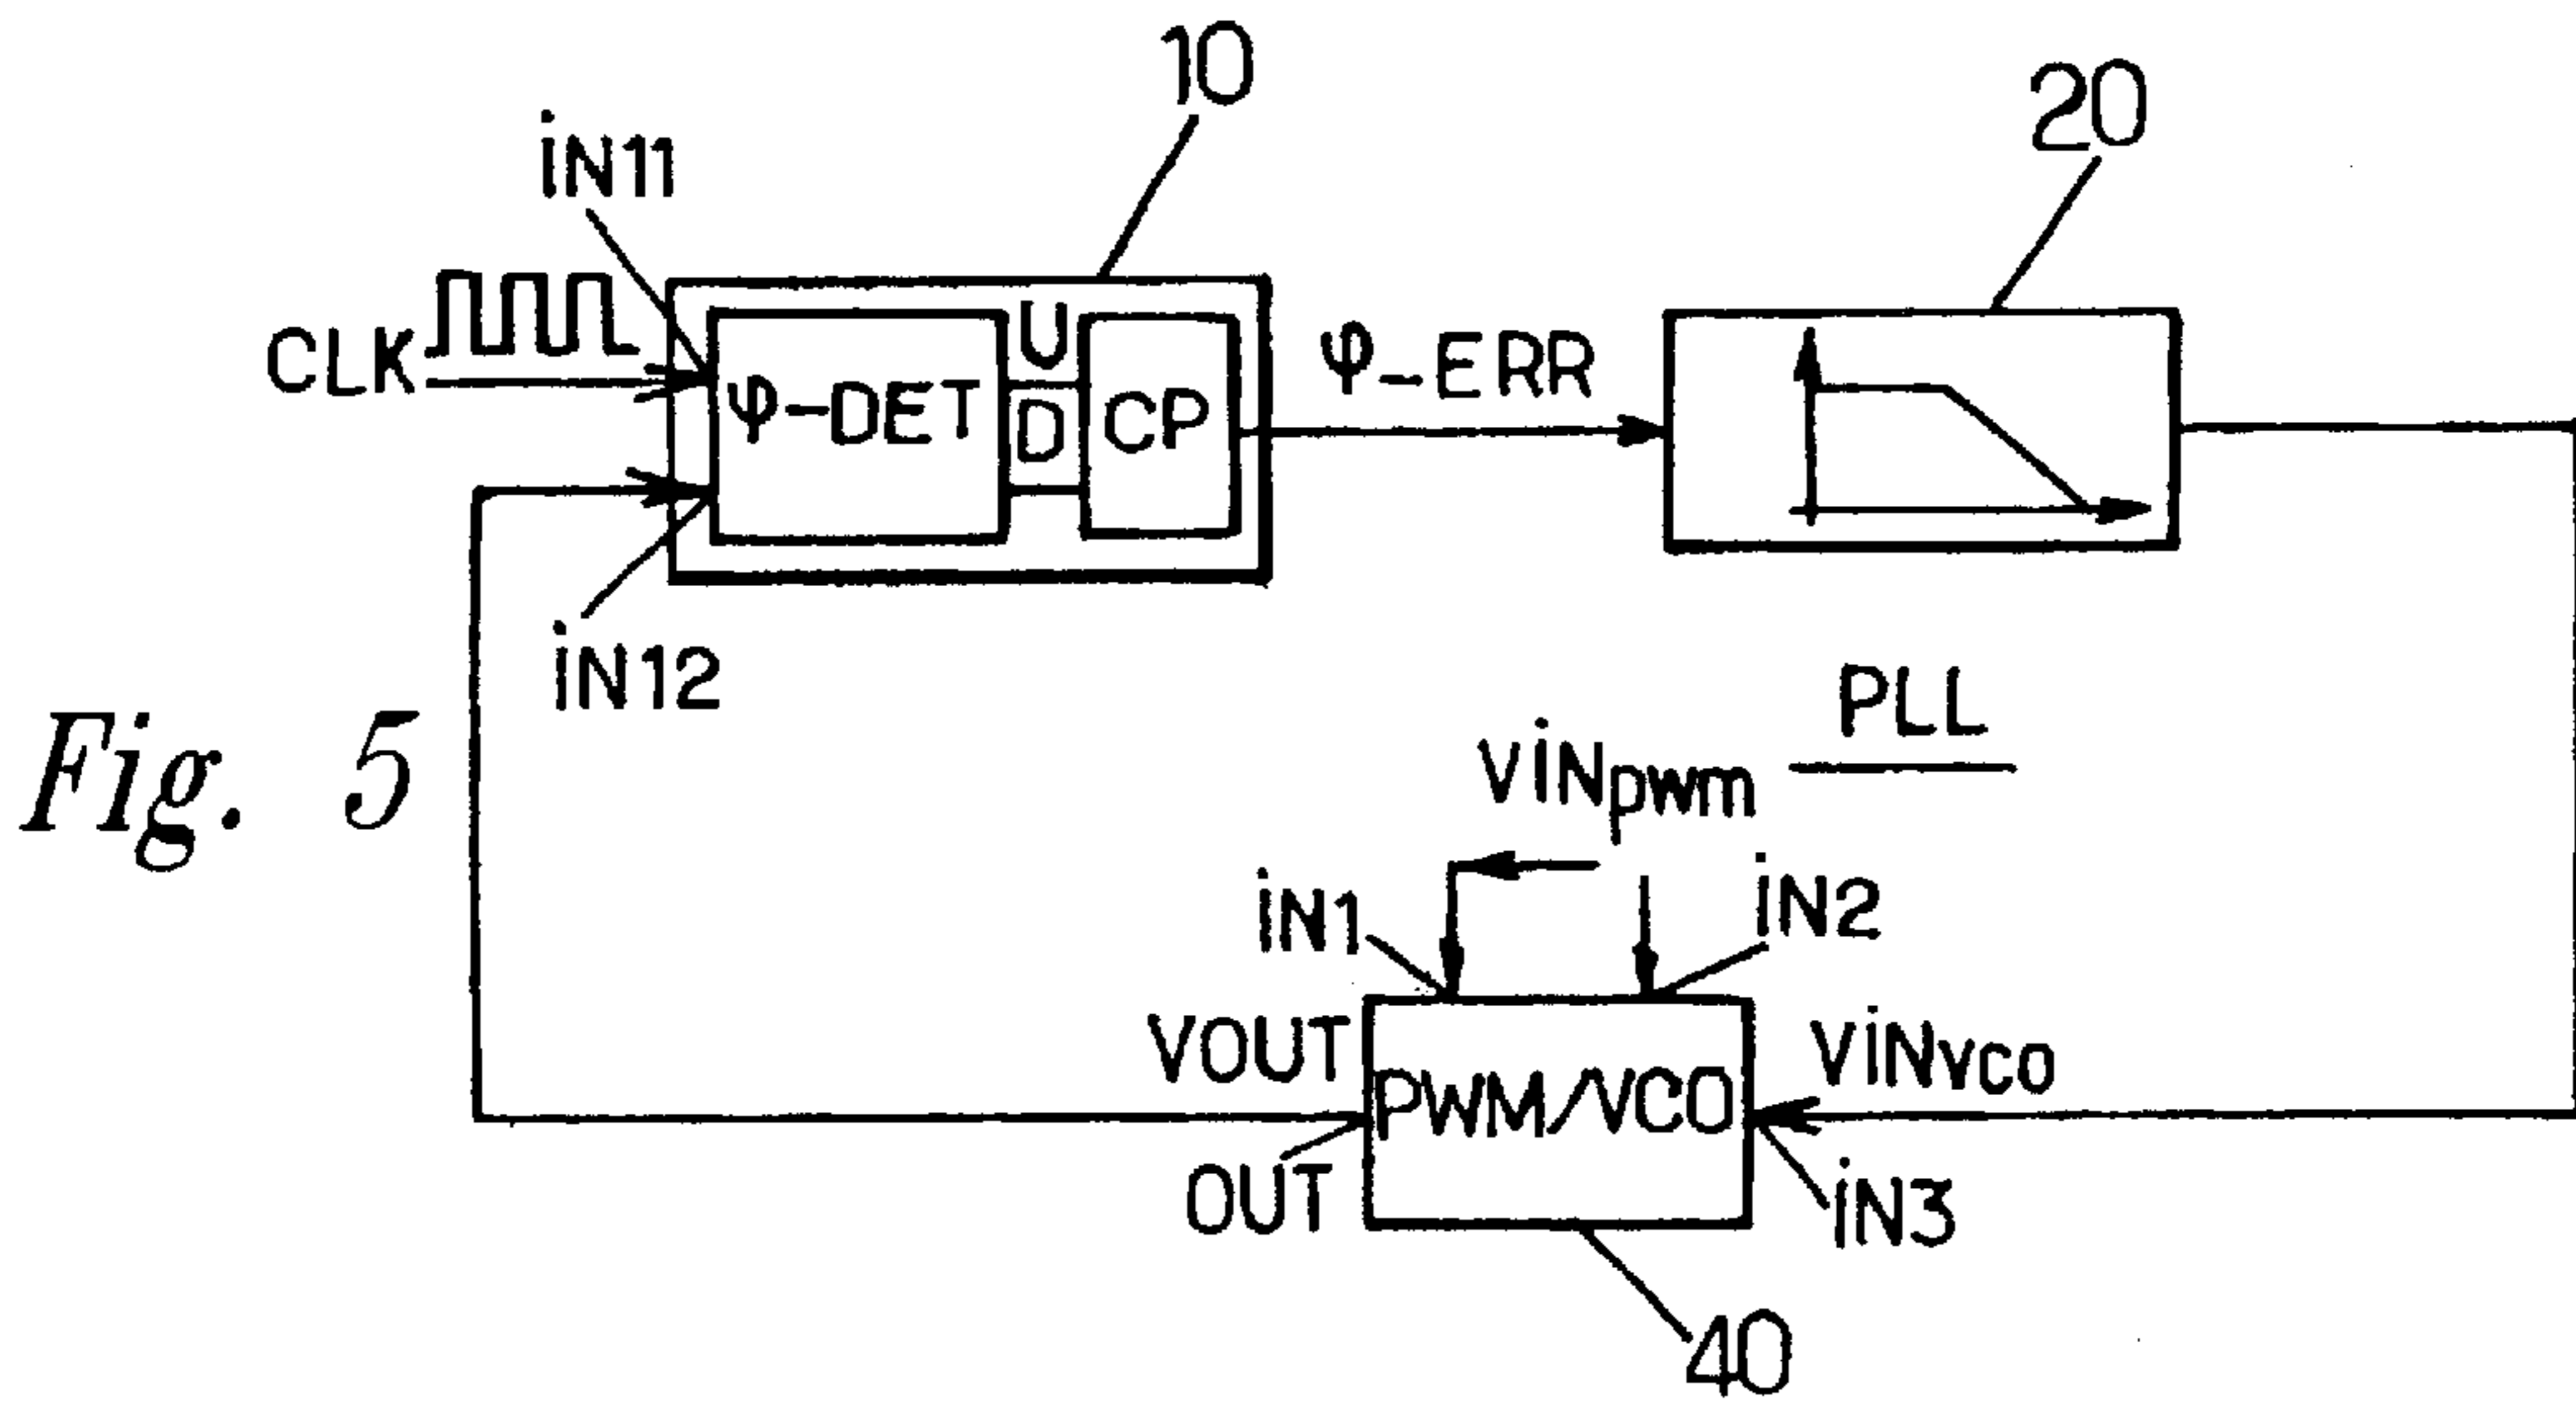 10
20
iN11
CLK
U
φ-DET
D
CP
φ-ERR
iN12
Fig. 5
PLL
ViNpwm
iN1
iN2
VOUT
PWM/VCO
ViNvco
OUT
iN3
40